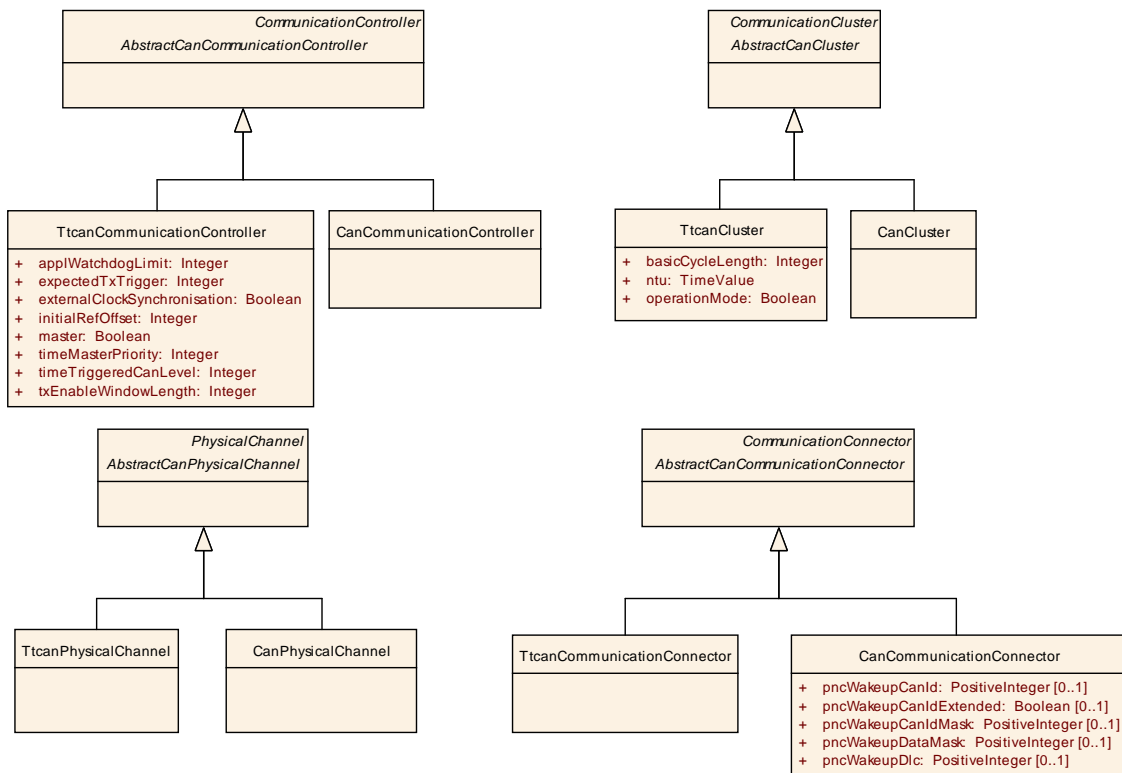 CommunicationController
AbstractCanCommunicationController
CommunicationCluster
AbstractCanCluster
TtcanCommunicationController
+ applWatchdogLimit: Integer
+ expectedTxTrigger: Integer
+ externalClockSynchronisation: Boolean
+ initialRefOffset: Integer
+ master: Boolean
+ timeMasterPriority: Integer
+ timeTriggeredCanLevel: Integer
+ txEnableWindowLength: Integer
CanCommunicationController
TtcanCluster
+ basicCycleLength: Integer
+ ntu: TimeValue
+ operationMode: Boolean
CanCluster
PhysicalChannel
AbstractCanPhysicalChannel
CommunicationConnector
AbstractCanCommunicationConnector
TtcanPhysicalChannel
CanPhysicalChannel
TtcanCommunicationConnector
CanCommunicationConnector
+ pncWakeupCanId: PositiveInteger [0..1]
+ pncWakeupCanIdExtended: Boolean [0..1]
+ pncWakeupCanIdMask: PositiveInteger [0..1]
+ pncWakeupDataMask: PositiveInteger [0..1]
+ pncWakeupDlc: PositiveInteger [0..1]